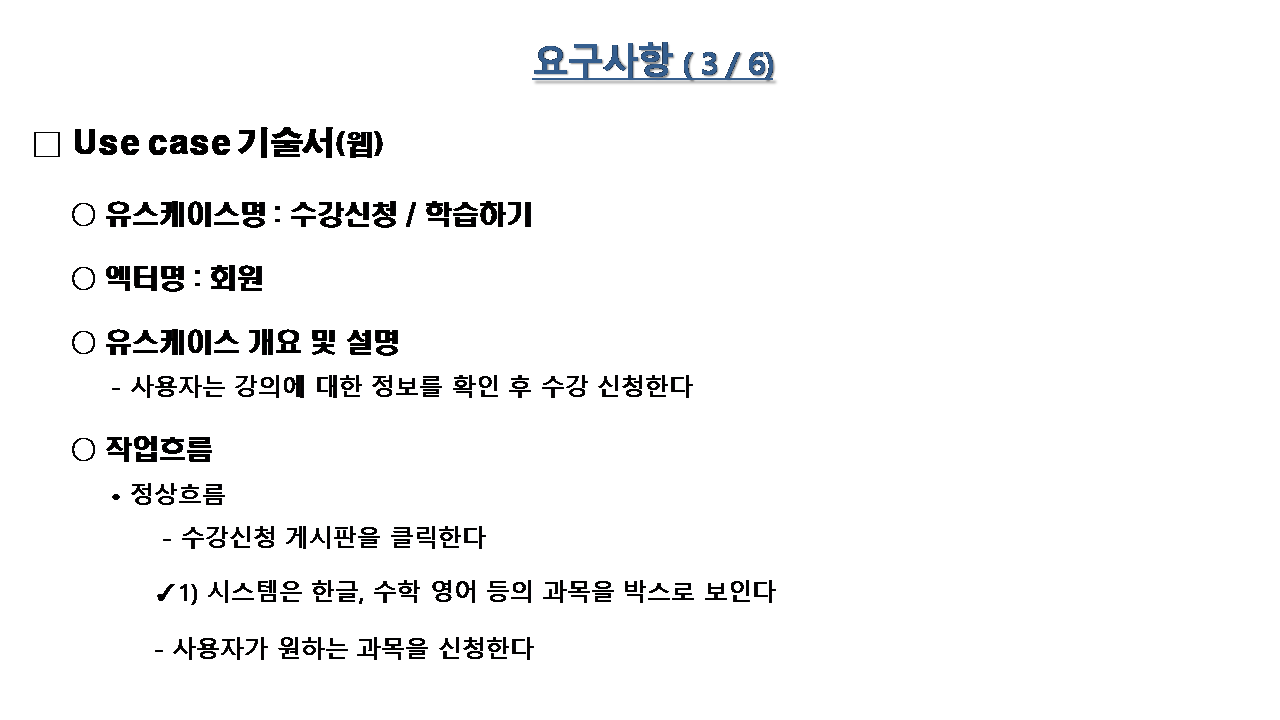 요구사항 ( 3 / 6)
□ Use case 기술서(웹)
○ 유스케이스명 : 수강신청 / 학습하기
○ 엑터명 : 회원
○ 유스케이스 개요 및 설명
- 사용자는 강의에 대한 정보를 확인 후 수강 신청한다
○ 작업흐름
• 정상흐름
- 수강신청 게시판을 클릭한다
✓1) 시스템은 한글, 수학 영어 등의 과목을 박스로 보인다
- 사용자가 원하는 과목을 신청한다